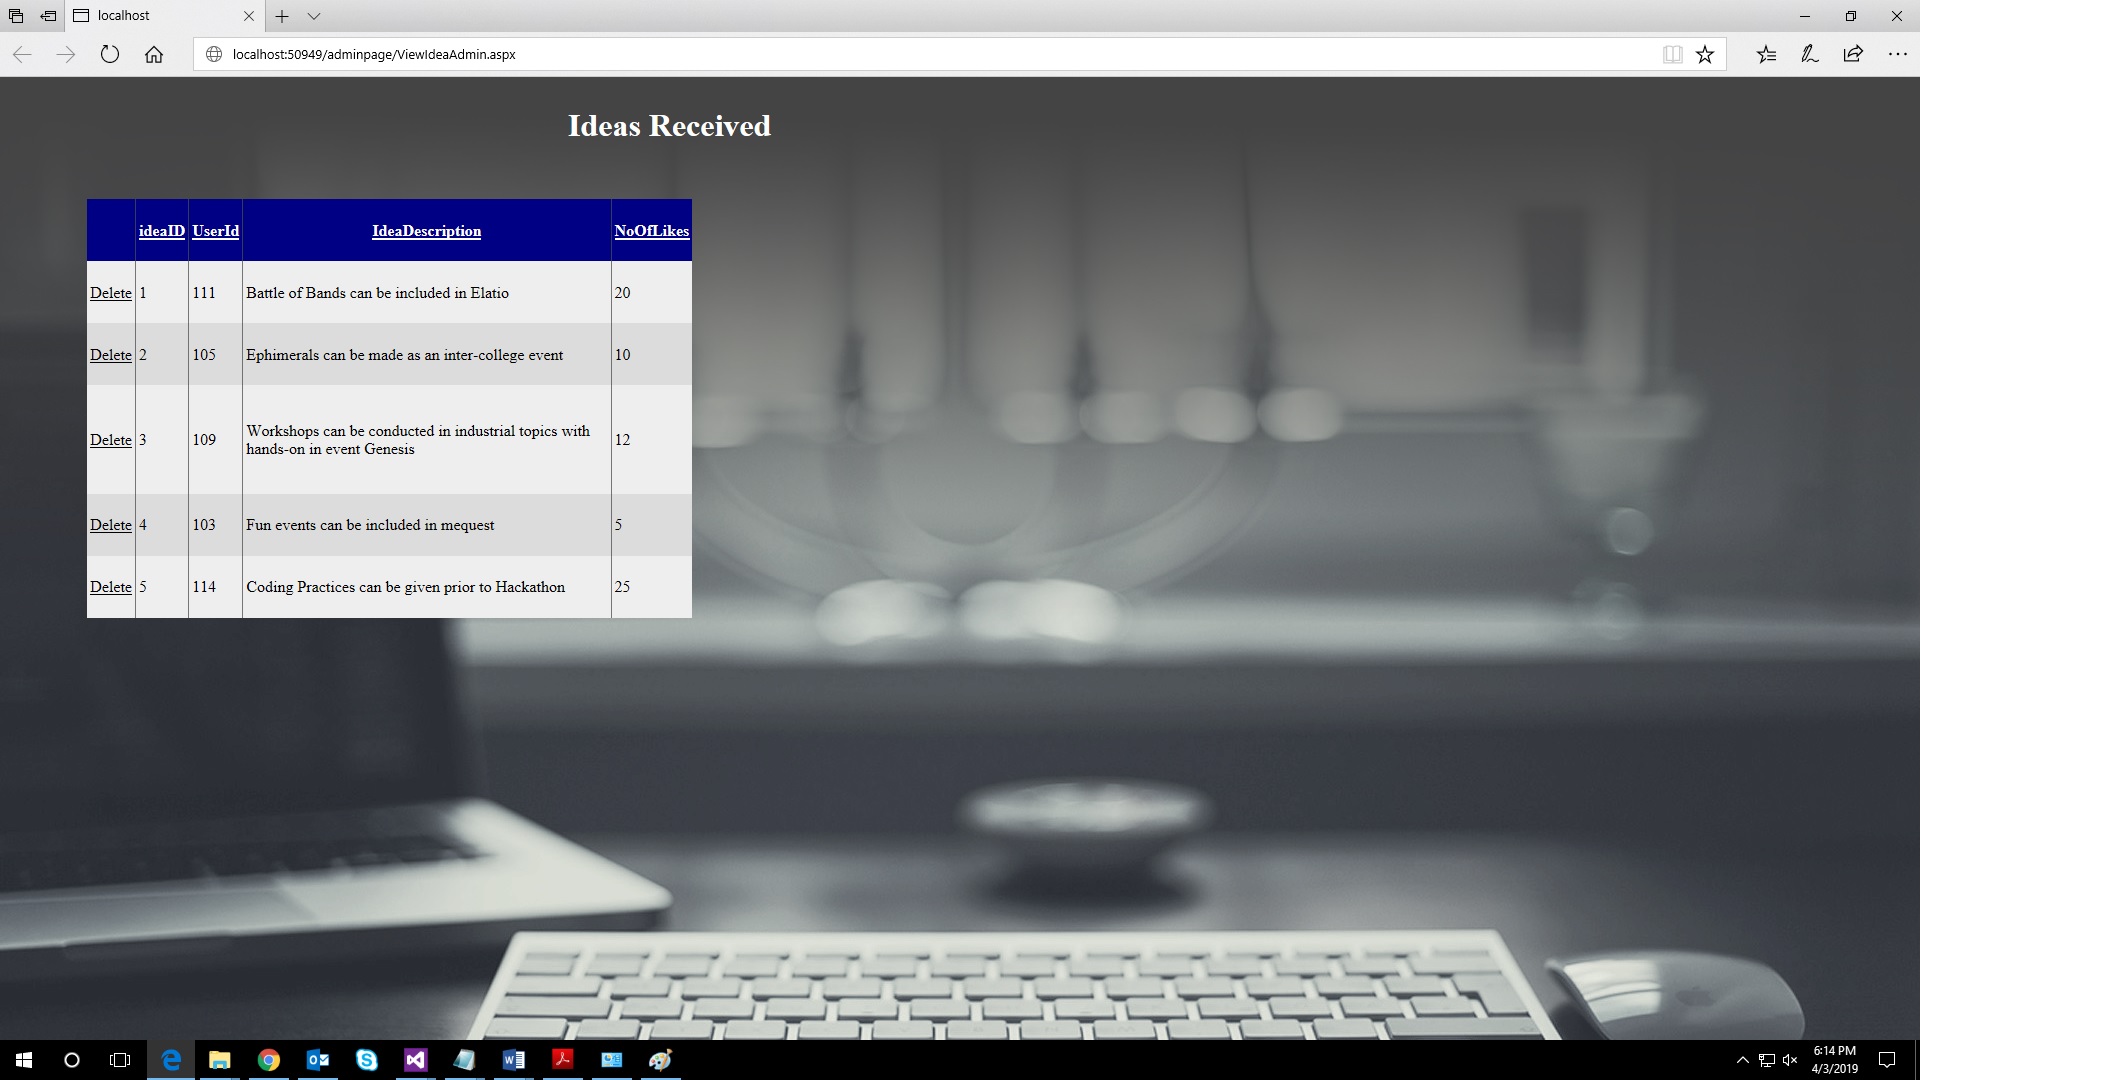 localhost
localhost:50949/adminpage/ViewIdeaAdmin.aspx
Ideas Received
ideaID UserId IdeaDescription NoOfLikes
Delete 1 111 Battle of Bands can be included in Elatio 20
Delete 2 105 Ephimerals can be made as an inter-college event 10
Delete 3 109 Workshops can be conducted in industrial topics with
hands-on in event Genesis 12
Delete 4 103 Fun events can be included in mequest 5
Delete 5 114 Coding Practices can be given prior to Hackathon 25
6:14 PM
4/3/2019